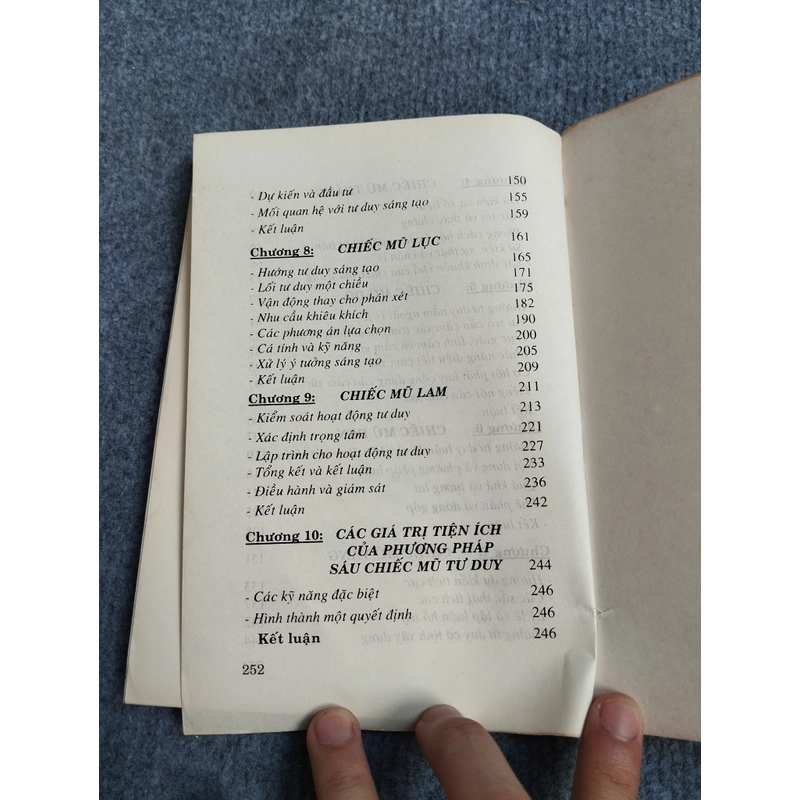 - Dự kiến và đầu tư 150
- Mối quan hệ với tư duy sáng tạo 155
- Kết luận 159
Chương 8: CHIẾC MŨ LỤC 161
- Hướng tư duy sáng tạo 165
- Lối tư duy một chiều 171
- Vận động thay cho phán xét 175
- Nhu cầu khiêu khích 182
- Các phương án lựa chọn 190
- Cá tính và kỹ năng 200
- Xử lý ý tưởng sáng tạo 205
- Kết luận 209
Chương 9: CHIẾC MŨ LAM 211
- Kiểm soát hoạt động tư duy 213
- Xác định trọng tâm 221
- Lập trình cho hoạt động tư duy 227
- Tổng kết và kết luận 233
- Điều hành và giám sát 236
- Kết luận 242
Chương 10: CÁC GIÁ TRỊ TIỆN ÍCH
CỦA PHƯƠNG PHÁP
SÁU CHIẾC MŨ TƯ DUY 244
- Các kỹ năng đặc biệt 246
- Hình thành một quyết định 246
Kết luận 246
252